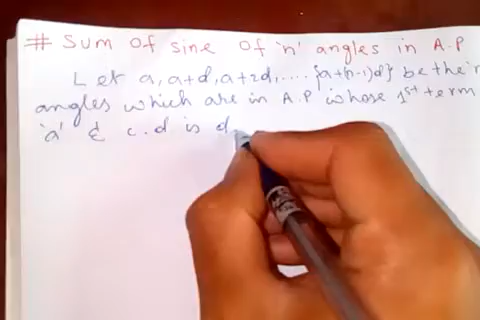 # Sum of sine of 'n' angles in A.P
Let a, a+d, a+2d, .... {a+(n-1)d} be the n
angles which are in A.P whose 1st term
'a' & c.d is d.